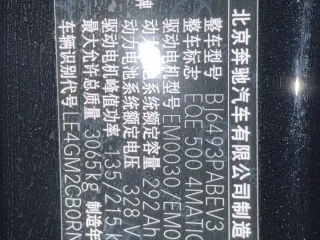 北京奔驰汽车有限公司制造
牌
整车型号
整车标志 EQE 500 4MATIC
驱动电机型号 EM0030/EM0
动力电池系统额定容量 292Ah
动力电池系统额定电压 328V
驱动电机峰值功率 135/215k
最大允许总质量 3065kg 制造年
车辆识别代号